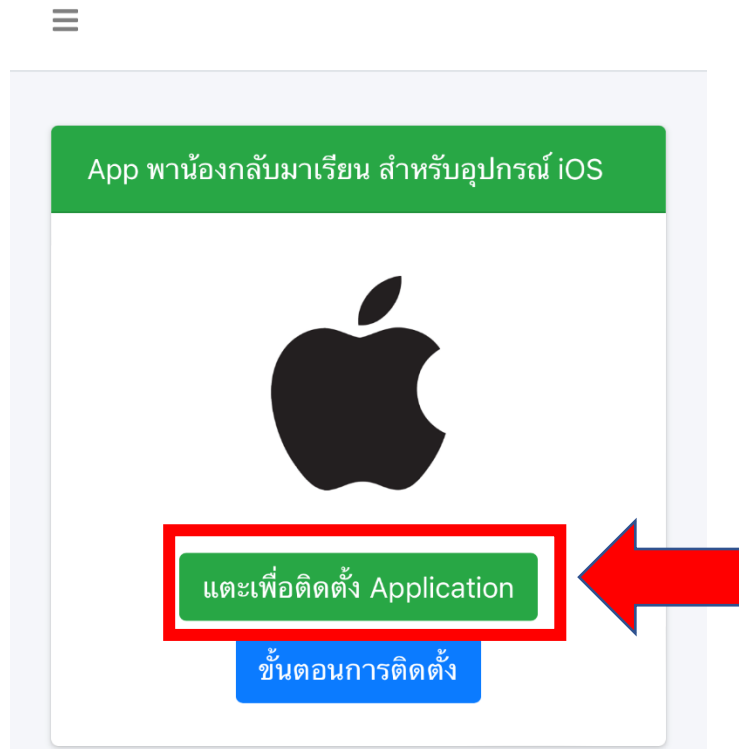 App พาน้องกลับมาเรียน สำหรับอุปกรณ์ iOS
แตะเพื่อติดตั้ง Application
ขั้นตอนการติดตั้ง